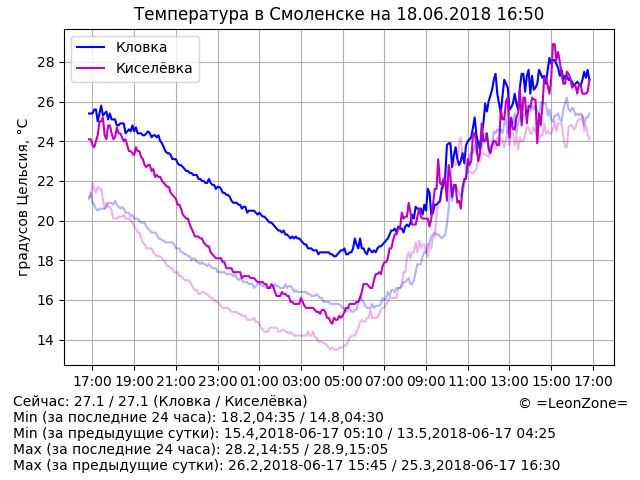 Температура в Смоленске на 18.06.2018 16:50
Кловка
Киселёвка
градусов Цельсия, °C
28
26
24
22
20
18
16
14
17:00 19:00 21:00 23:00 01:00 03:00 05:00 07:00 09:00 11:00 13:00 15:00 17:00
Сейчас: 27.1 / 27.1 (Кловка / Киселёвка)
© =LeonZone=
Min (за последние 24 часа): 18.2,04:35 / 14.8,04:30
Min (за предыдущие сутки): 15.4,2018-06-17 05:10 / 13.5,2018-06-17 04:25
Max (за последние 24 часа): 28.2,14:55 / 28.9,15:05
Max (за предыдущие сутки): 26.2,2018-06-17 15:45 / 25.3,2018-06-17 16:30